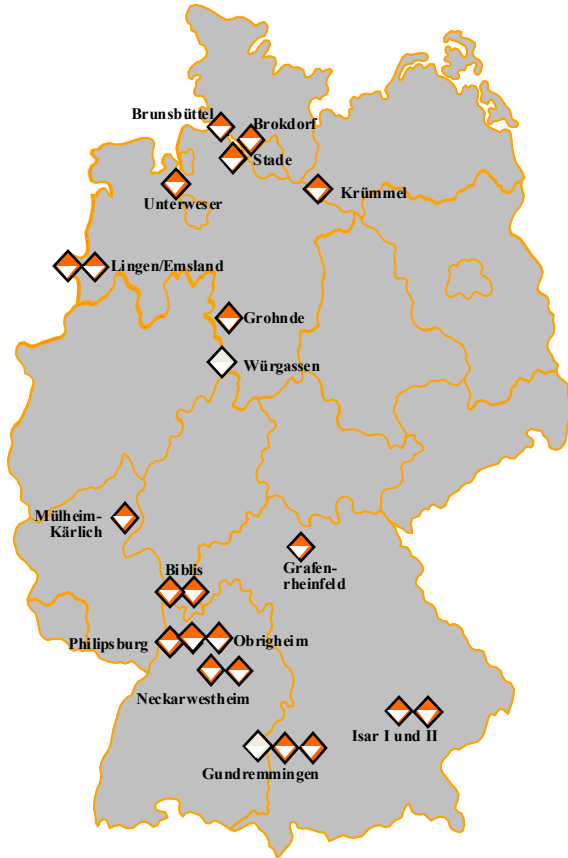 Brunsbüttel
Brokdorf
Stade
Unterweser
Krümmel
Lingen/Emsland
Grohnde
Würgassen
Mülheim-
Kärlich
Grafen-
rheinfeld
Biblis
Philipsburg
Obrigheim
Neckarwestheim
Isar I und II
Gundremmingen